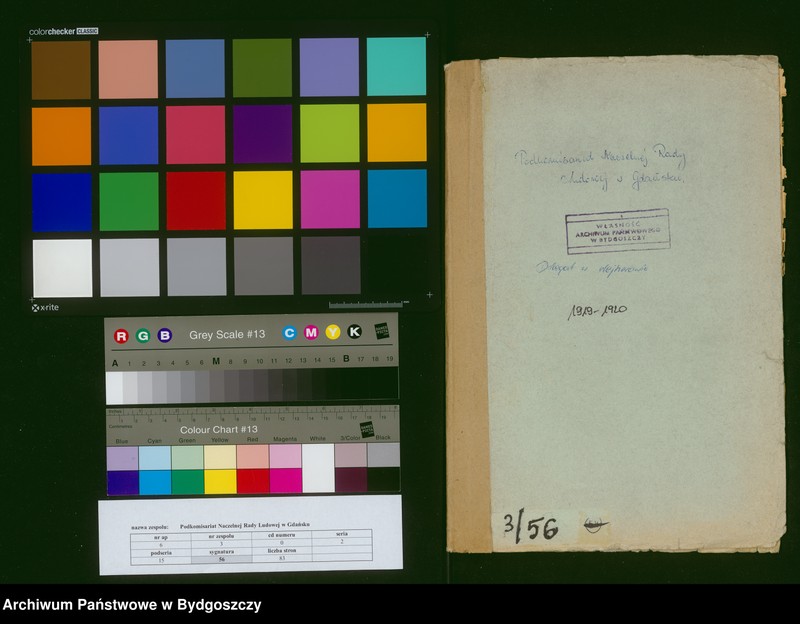 colorchecker CLASSIC
x-rite
R G B Grey Scale #13 C M Y K
A 1 2 3 4 5 6 M 8 9 10 11 12 13 14 15 B 17 18 19
Colour Chart #13
Blue Cyan Green Yellow Red Magenta White 3/Color Black
nazwa zespołu: Podkomisariat Naczelnej Rady Ludowej w Gdańsku
nr ap nr zespołu zd numeru seria
6 3 0 2
podseria sygnatura liczba stron
15 56 83
Podkomisariat Naczelnej Rady
Ludowej w Gdańsku
WŁASNOŚĆ
ARCHIWUM PAŃSTWOWEGO
W BYDGOSZCZY
w Wejherowie
1919-1920
3/56
Archiwum Państwowe w Bydgoszczy